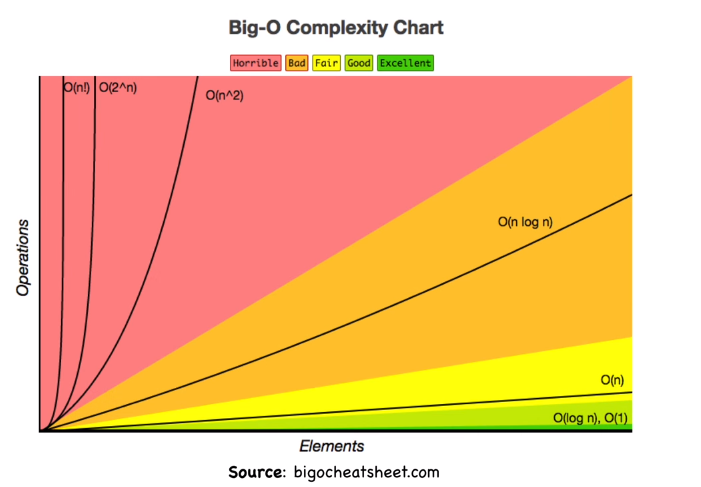 Big-O Complexity Chart
Horrible Bad Fair Good Excellent
O(n!) O(2^n) O(n^2)
O(n log n)
O(n)
O(log n), O(1)
Operations
Elements
Source: bigocheatsheet.com